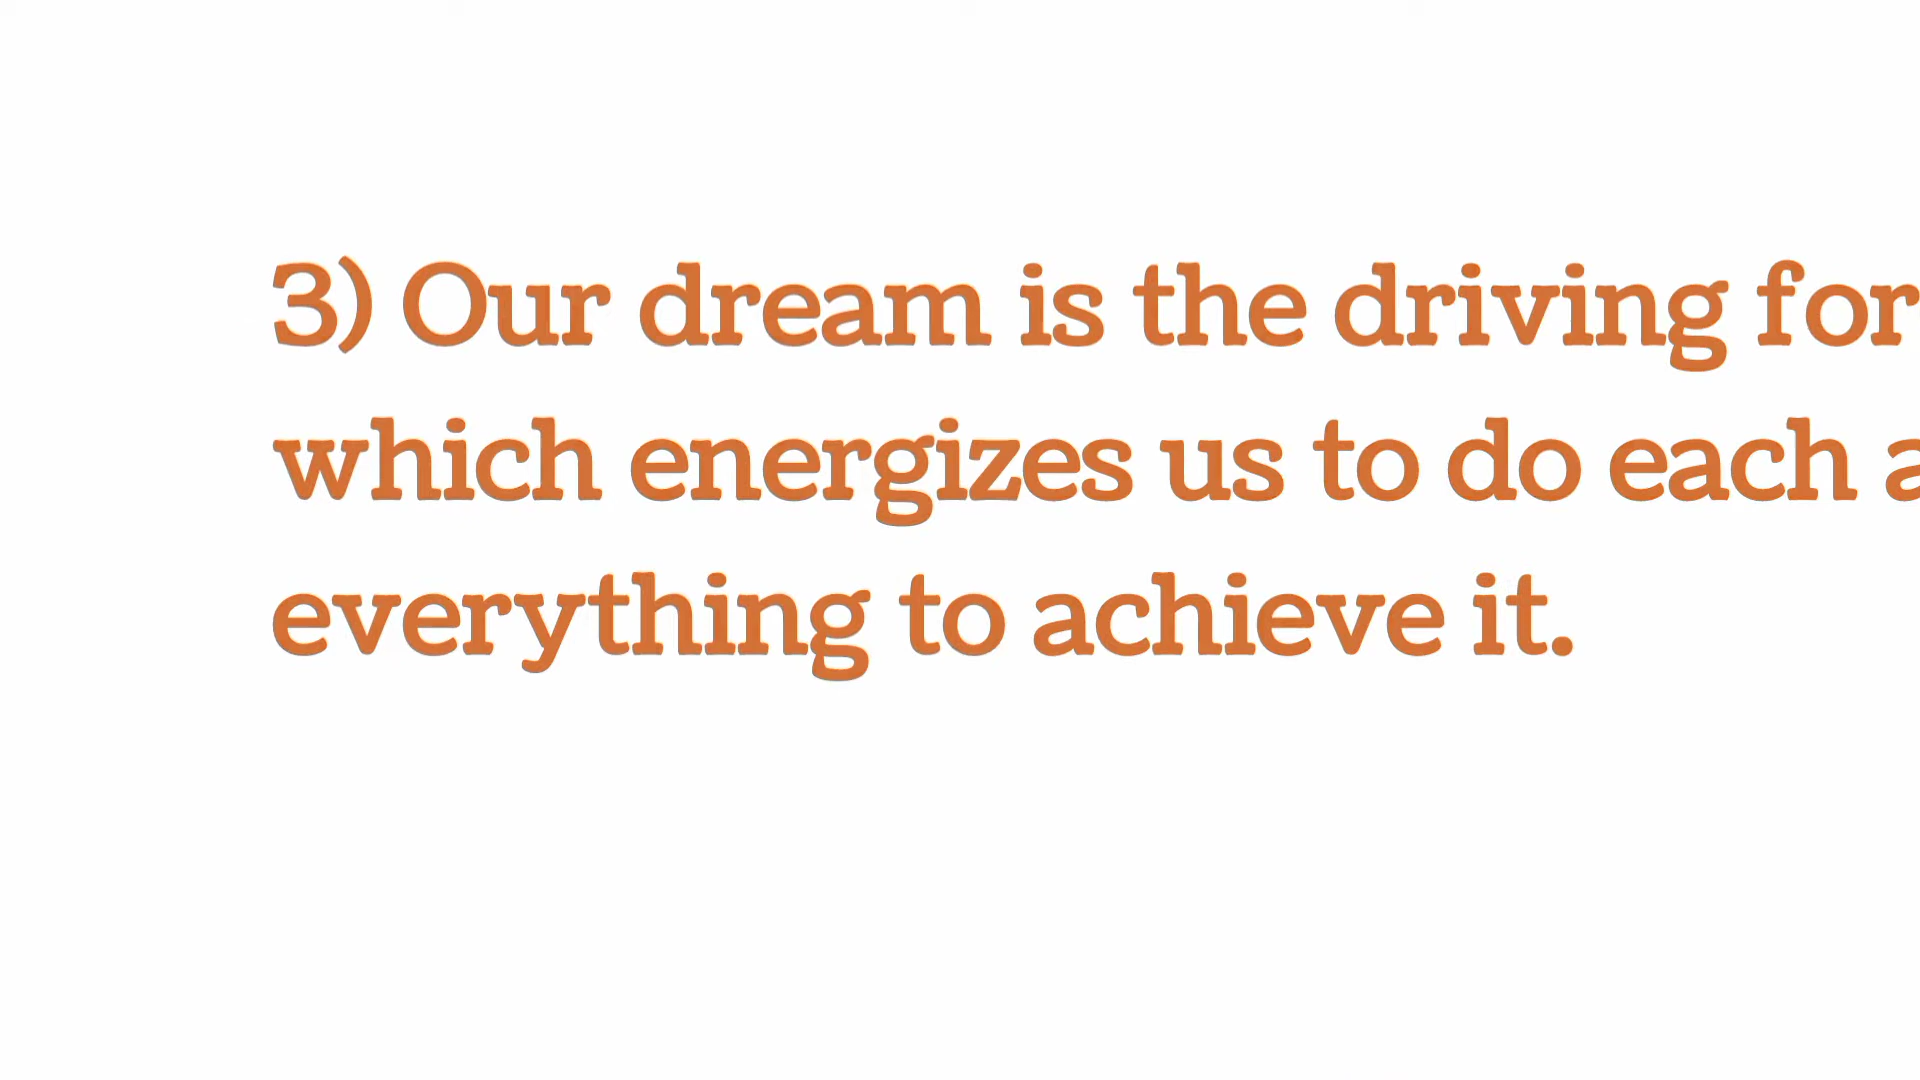 3) Our dream is the driving for
which energizes us to do each a
everything to achieve it.